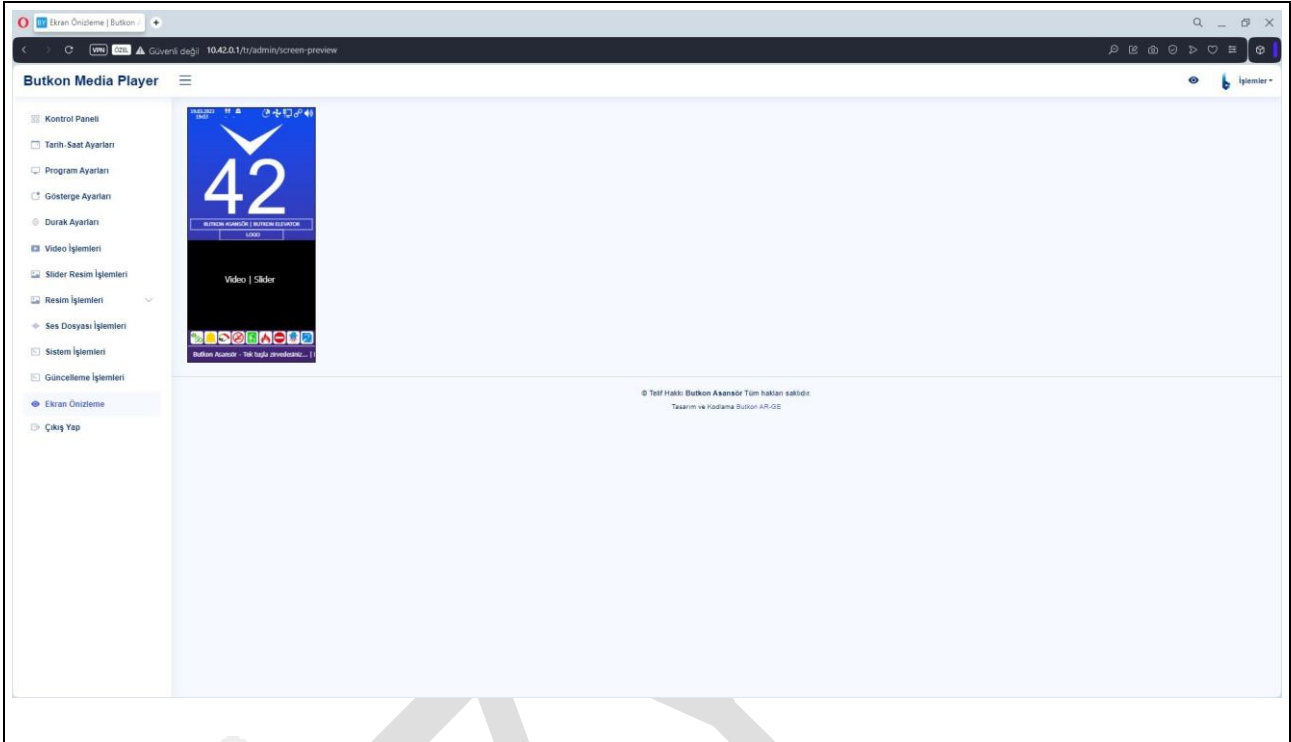 Ekran Önizleme | Butkon A
VPN ÖZEL Güvenli değil 10.42.0.1/tr/admin/screen-preview
Butkon Media Player
İşlemler
Kontrol Paneli
Tarih-Saat Ayarları
Program Ayarları
Gösterge Ayarları
Durak Ayarları
Video İşlemleri
Slider Resim İşlemleri
Resim İşlemleri
Ses Dosyası İşlemleri
Sistem İşlemleri
Güncelleme İşlemleri
Ekran Önizleme
Çıkış Yap
42
BUTKON ASANSÖR | BUTKON ELEVATOR
LOGO
Video | Slider
Butkon Asansör - Tek tuşla zirvedesiniz... |
© Telif Hakkı Butkon Asansör Tüm hakları saklıdır.
Tasarım ve Kodlama Butkon AR-GE